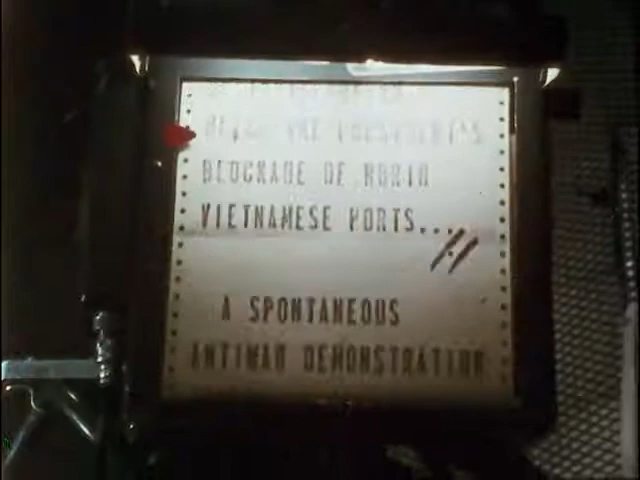 BLOCKADE OF NORTH
VIETNAMESE PORTS...
A SPONTANEOUS
ANTIWAR DEMONSTRATION